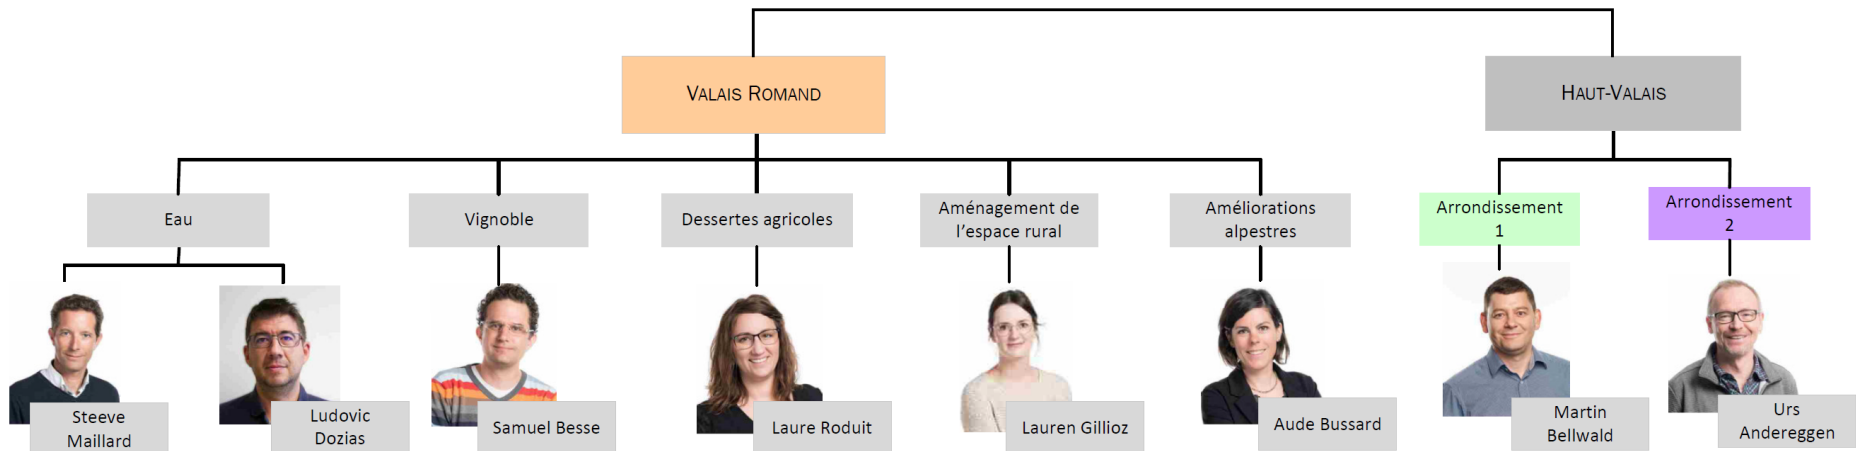 VALAIS ROMAND
HAUT-VALAIS
Eau
Vignoble
Dessertes agricoles
Aménagement de
l'espace rural
Améliorations
alpestres
Arrondissement
1
Arrondissement
2
Steeve
Maillard
Ludovic
Dozias
Samuel Besse
Laure Roduit
Lauren Gillioz
Aude Bussard
Martin
Bellwald
Urs
Andereggen